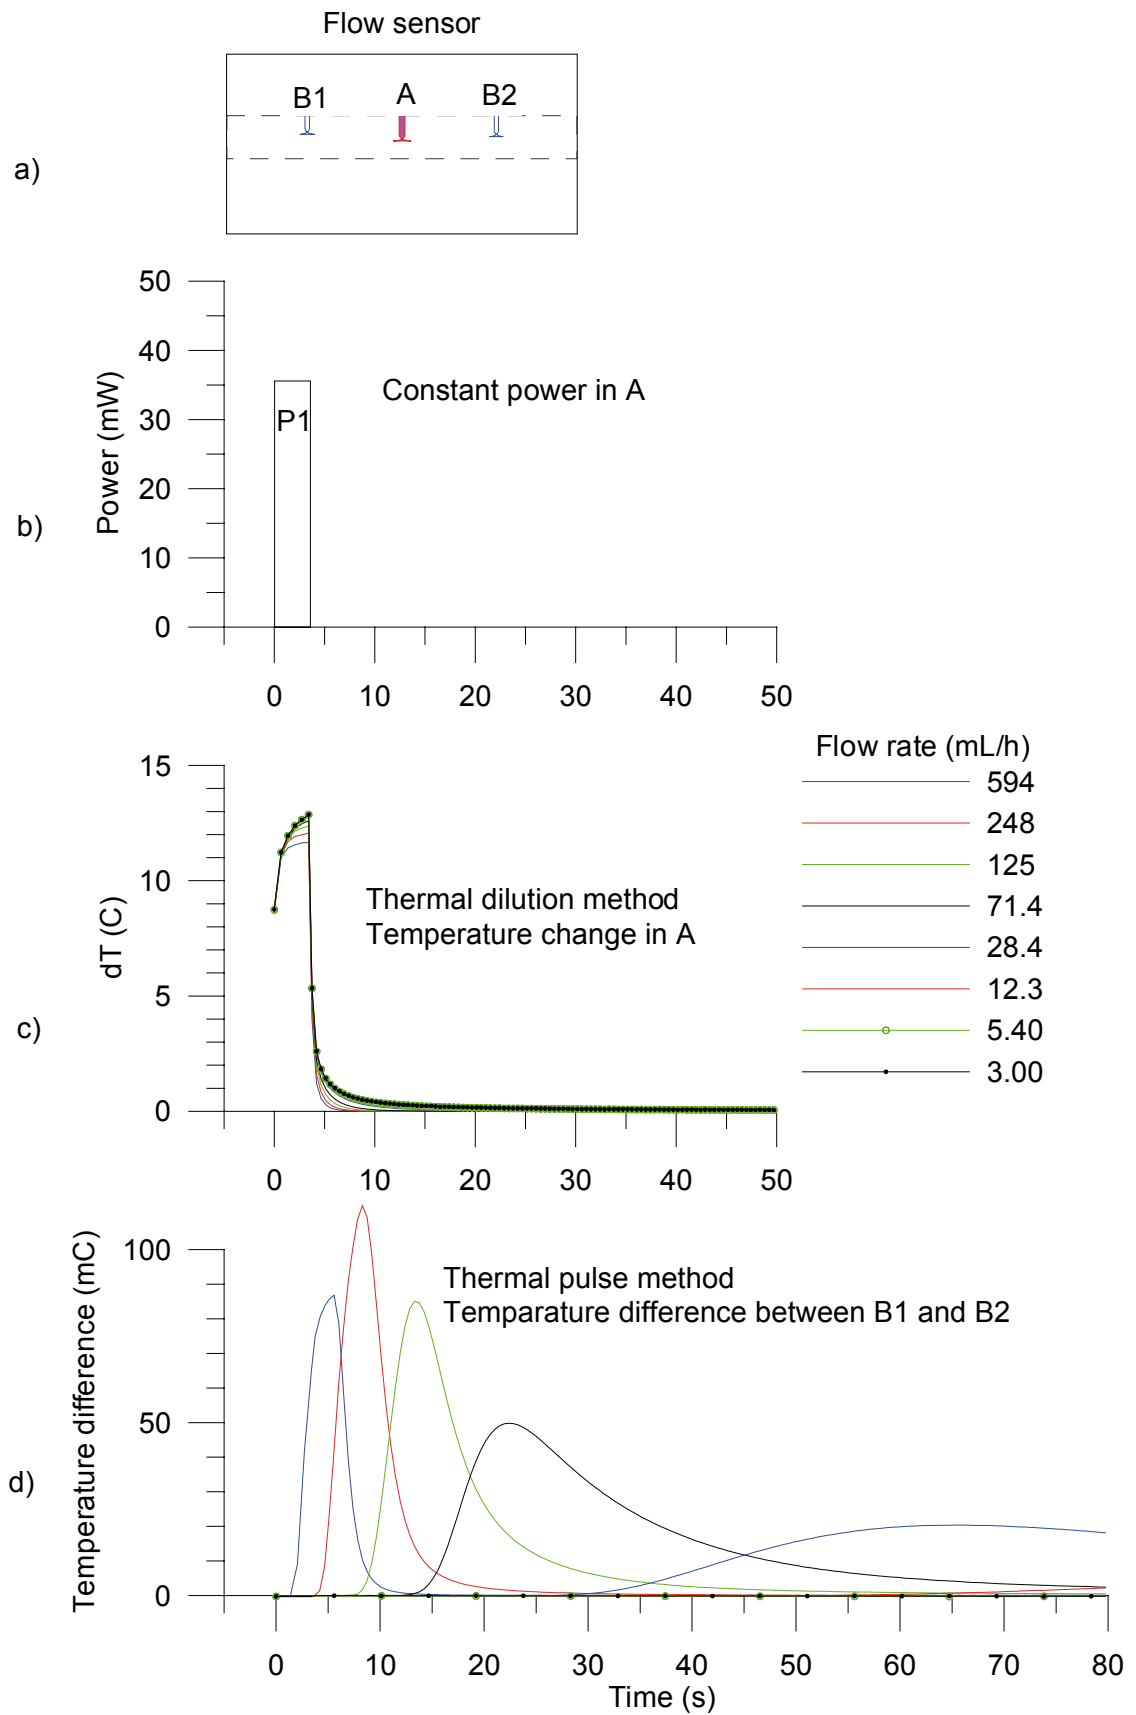 Flow sensor
B1 A B2
a)
50
40
30
20
10
0
Power (mW)
P1
Constant power in A
b)
0 10 20 30 40 50
Flow rate (mL/h)
594
248
125
71.4
28.4
12.3
5.40
3.00
15
10
5
0
dT (C)
Thermal dilution method
Temperature change in A
c)
0 10 20 30 40 50
100
50
0
Temperature difference (mC)
Thermal pulse method
Temparature difference between B1 and B2
d)
0 10 20 30 40 50 60 70 80
Time (s)